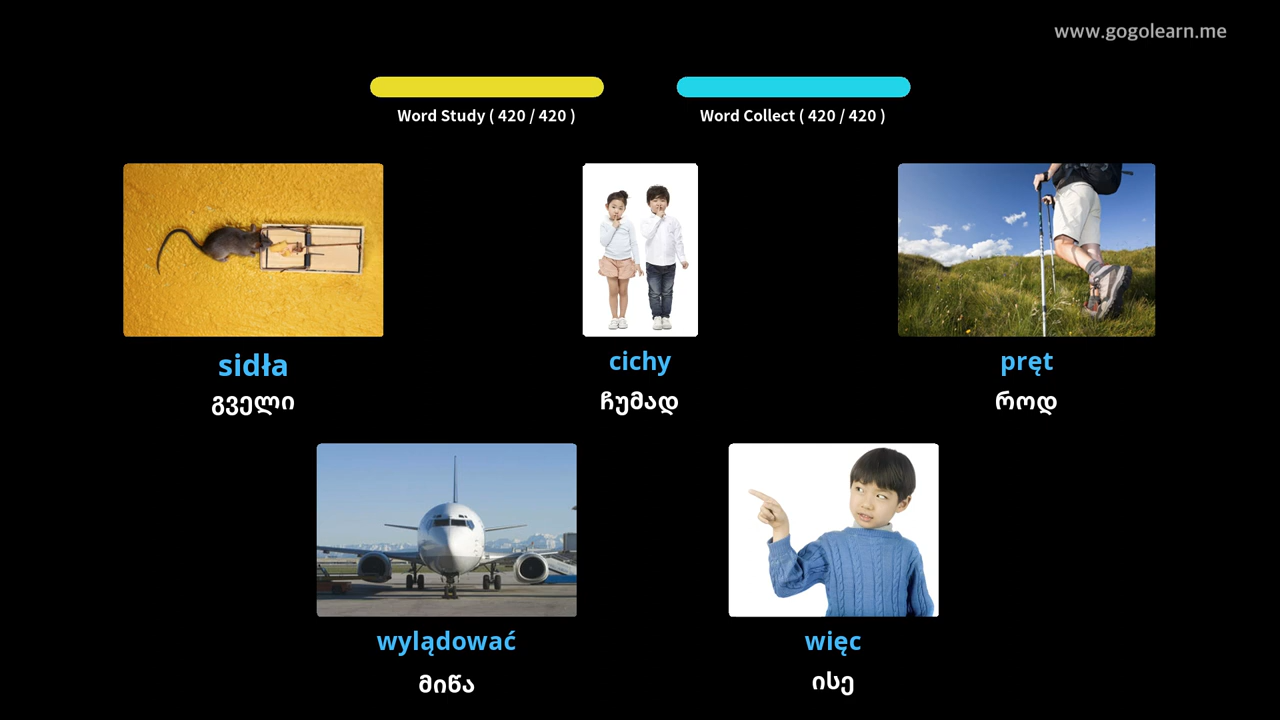 www.gogolearn.me
Word Study ( 420 / 420 )
Word Collect ( 420 / 420 )
sidła
გველი
cichy
ჩუმად
pręt
როდ
wylądować
მიწა
więc
ისე